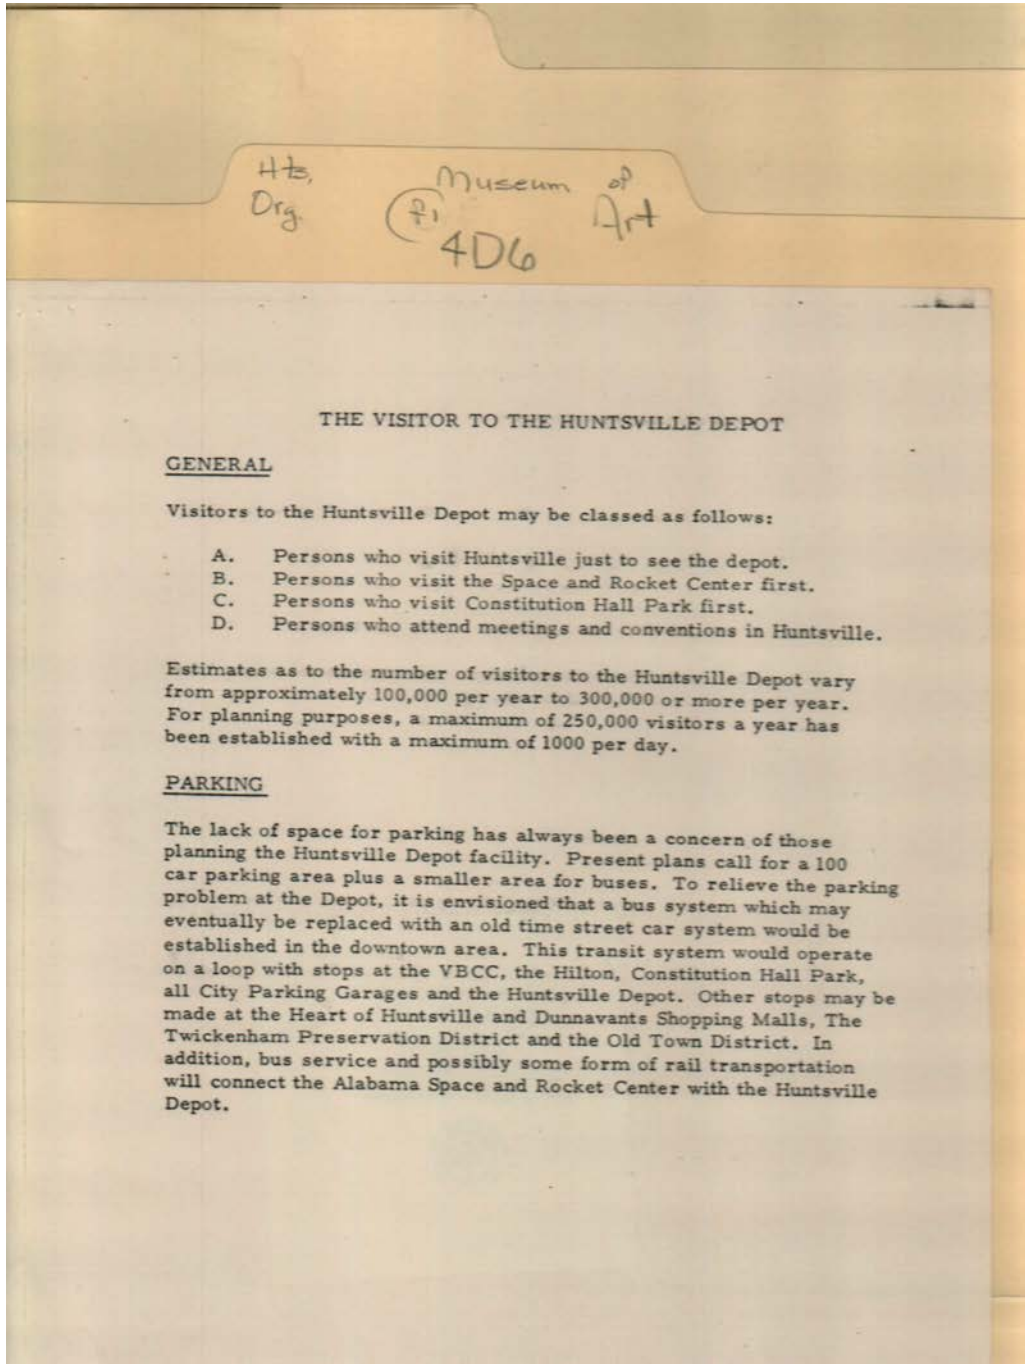 Hts, Museum of
Org. Art
4D6
THE VISITOR TO THE HUNTSVILLE DEPOT
GENERAL
Visitors to the Huntsville Depot may be classed as follows:
A. Persons who visit Huntsville just to see the depot.
B. Persons who visit the Space and Rocket Center first.
C. Persons who visit Constitution Hall Park first.
D. Persons who attend meetings and conventions in Huntsville.
Estimates as to the number of visitors to the Huntsville Depot vary
from approximately 100,000 per year to 300,000 or more per year.
For planning purposes, a maximum of 250,000 visitors a year has
been established with a maximum of 1000 per day.
PARKING
The lack of space for parking has always been a concern of those
planning the Huntsville Depot facility. Present plans call for a 100
car parking area plus a smaller area for buses. To relieve the parking
problem at the Depot, it is envisioned that a bus system which may
eventually be replaced with an old time street car system would be
established in the downtown area. This transit system would operate
on a loop with stops at the VBCC, the Hilton, Constitution Hall Park,
all City Parking Garages and the Huntsville Depot. Other stops may be
made at the Heart of Huntsville and Dunnavants Shopping Malls, The
Twickenham Preservation District and the Old Town District. In
addition, bus service and possibly some form of rail transportation
will connect the Alabama Space and Rocket Center with the Huntsville
Depot.